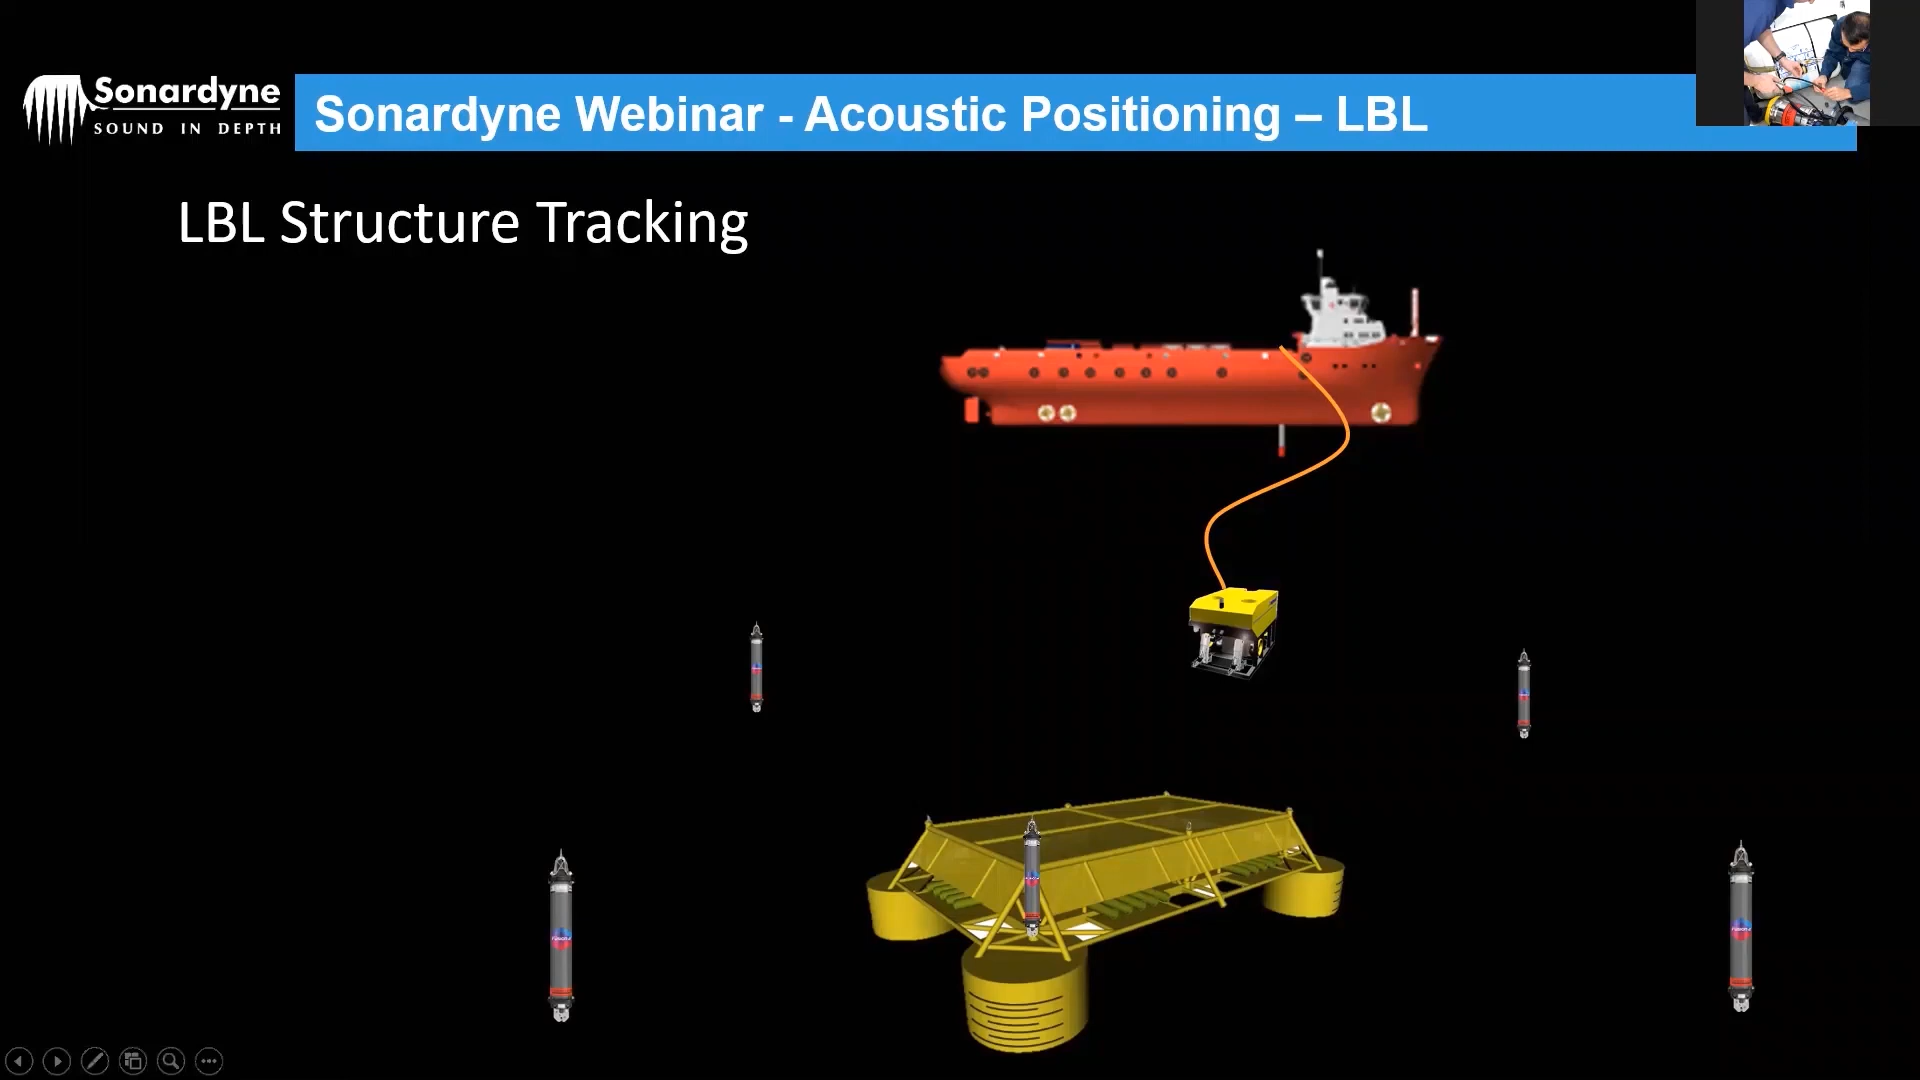 Sonardyne
SOUND IN DEPTH
Sonardyne Webinar - Acoustic Positioning – LBL
LBL Structure Tracking